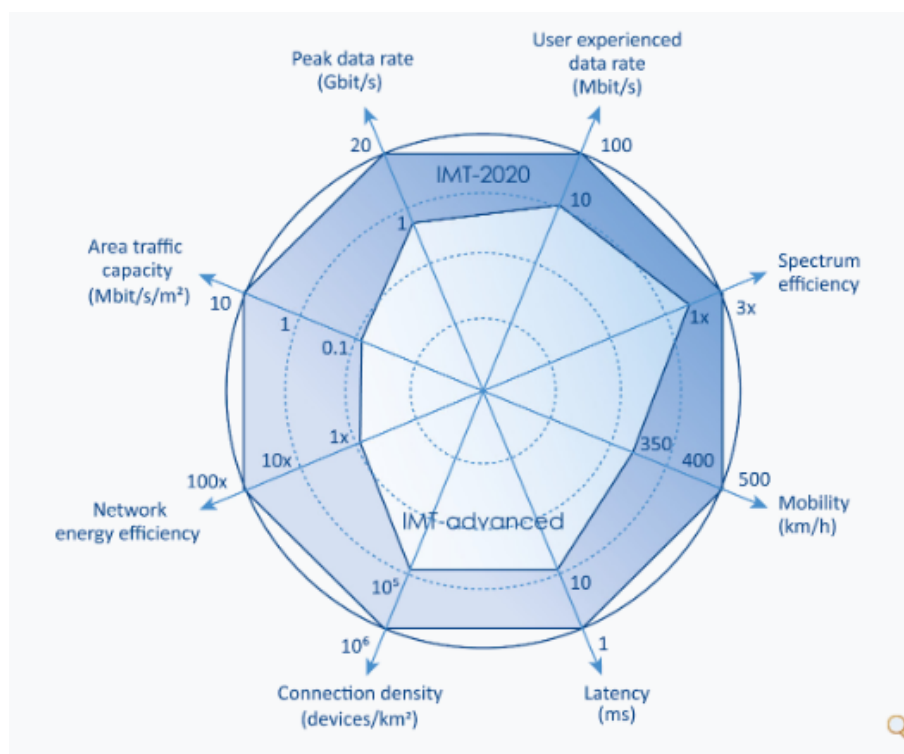 Peak data rate
(Gbit/s)
User experienced
data rate
(Mbit/s)
20
100
IMT-2020
1
10
Area traffic
capacity
(Mbit/s/m²)
Spectrum
efficiency
10
1
0.1
1x
3x
1x
350
10x
400
100x
500
Network
energy efficiency
Mobility
(km/h)
IMT-advanced
10⁵
10
10⁶
1
Connection density
(devices/km²)
Latency
(ms)